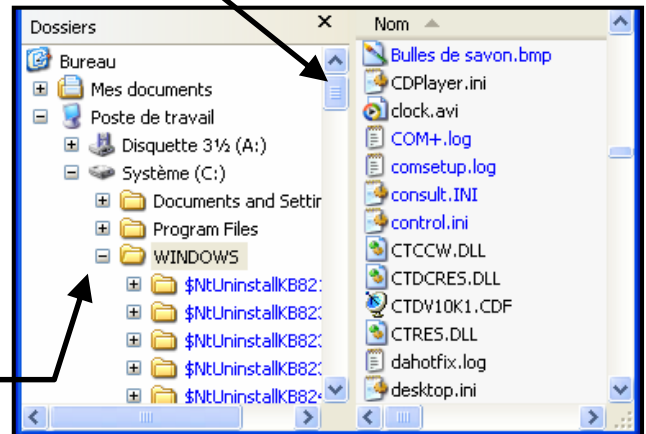 Dossiers
Bureau
Mes documents
Poste de travail
Disquette 3½ (A:)
Système (C:)
Documents and Settin
Program Files
WINDOWS
$NtUninstallKB821
$NtUninstallKB823
$NtUninstallKB823
$NtUninstallKB823
$NtUninstallKB824
Nom
Bulles de savon.bmp
CDPlayer.ini
clock.avi
COM+.log
comsetup.log
consult.INI
control.ini
CTCCW.DLL
CTDCRES.DLL
CTDV10K1.CDF
CTRES.DLL
dahotfix.log
desktop.ini